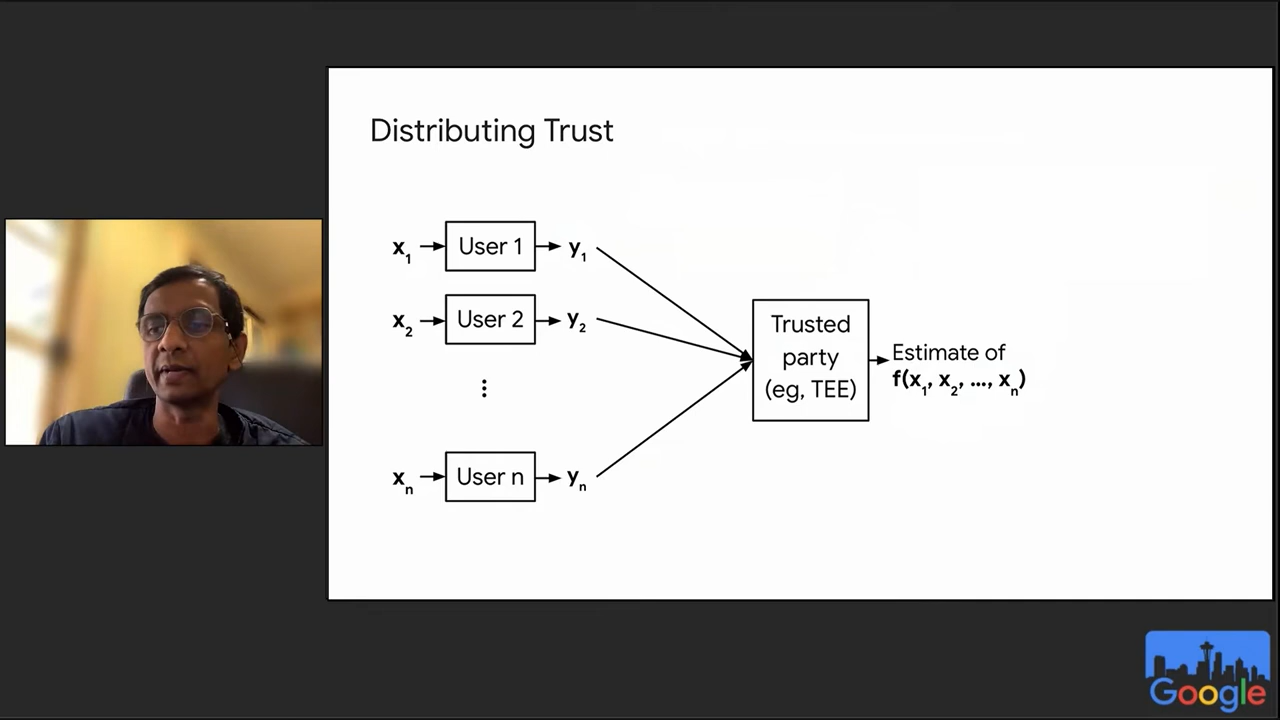 Distributing Trust
x1 User 1 y1
x2 User 2 y2
⋮
xn User n yn
Trusted
party
(eg, TEE)
Estimate of
f(x1, x2, ..., xn)
Google